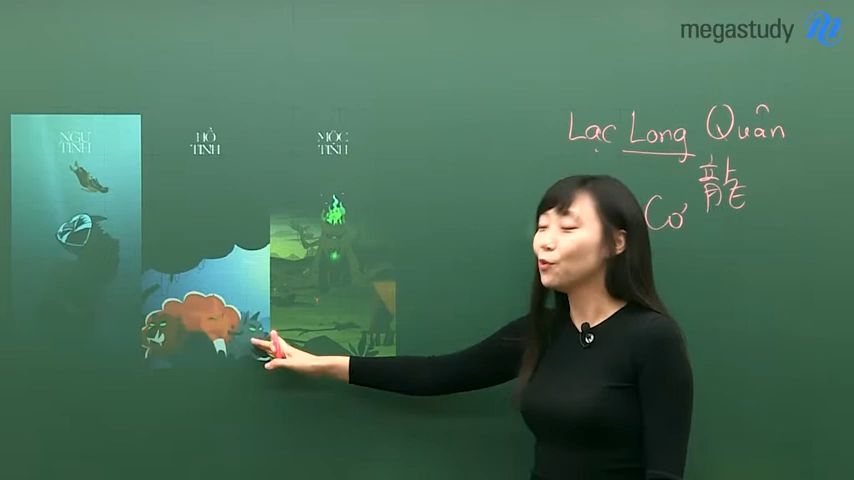 megastudy
NGƯ
TINH
HỒ
TINH
MỘC
TINH
Lạc Long Quân
龍
Cơ